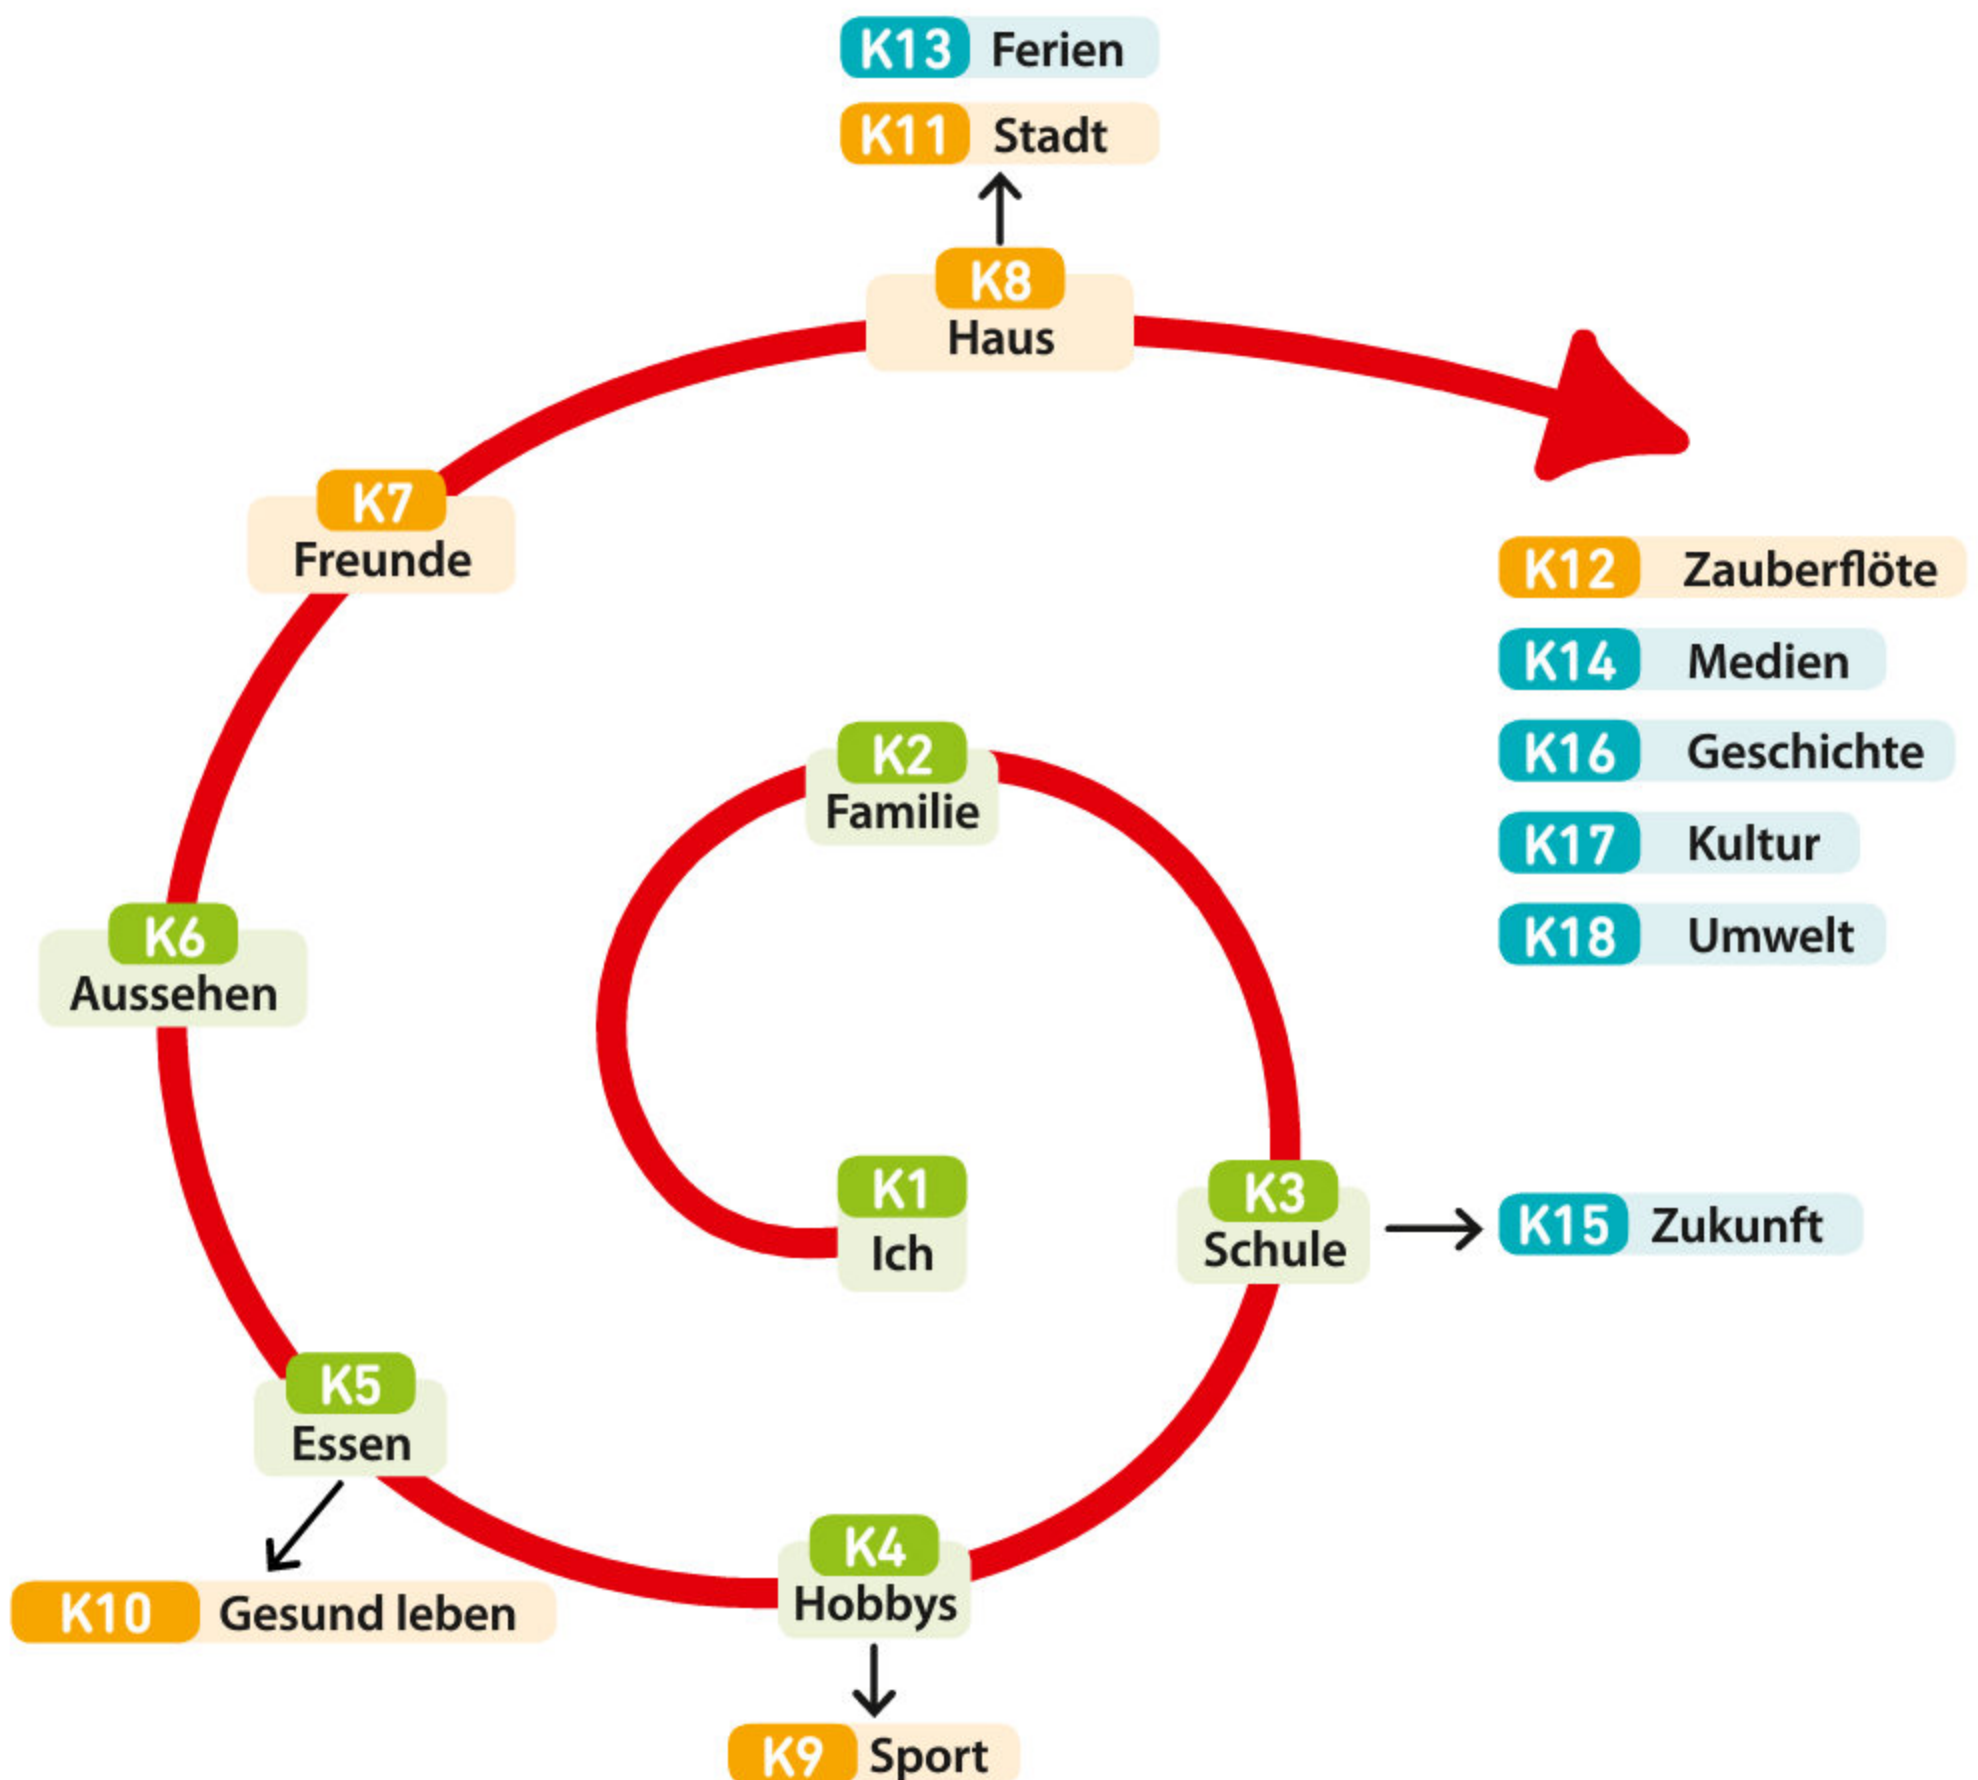 K13 Ferien
K11 Stadt
K8
Haus
K7
Freunde
K12 Zauberflöte
K14 Medien
K16 Geschichte
K17 Kultur
K18 Umwelt
K2
Familie
K6
Aussehen
K1
Ich
K3
Schule
K15 Zukunft
K5
Essen
K10 Gesund leben
K4
Hobbys
K9 Sport